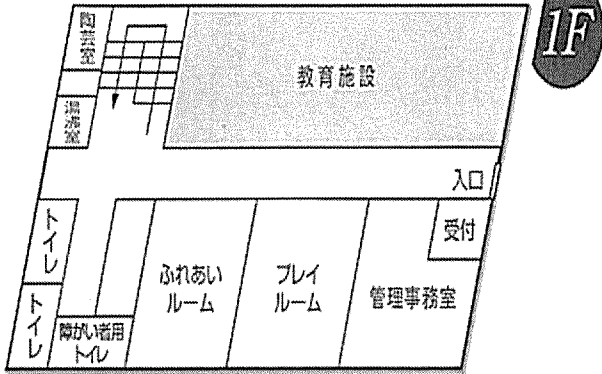 1F
陶芸室
教育施設
湯沸室
入口
受付
トイレ
ふれあい
ルーム
プレイ
ルーム
管理事務室
トイレ
障がい者用
トイレ